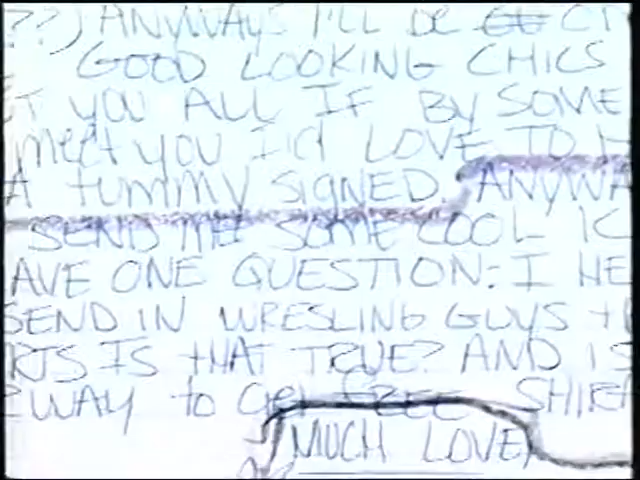 ??) ANYWAYS I'LL be
GOOD LOOKING CHICS
YOU ALL IF BY SOME
meet you I'd LOVE TO
A tummy SIGNED. ANYWA
SEND ME SOME COOL IC
AVE ONE QUESTION: I HE
SEND IN WRESLING GUYS
RTS IS tHAT TRUE? AND IS
WAY to Get FREE SHIR
MUCH LOVE,